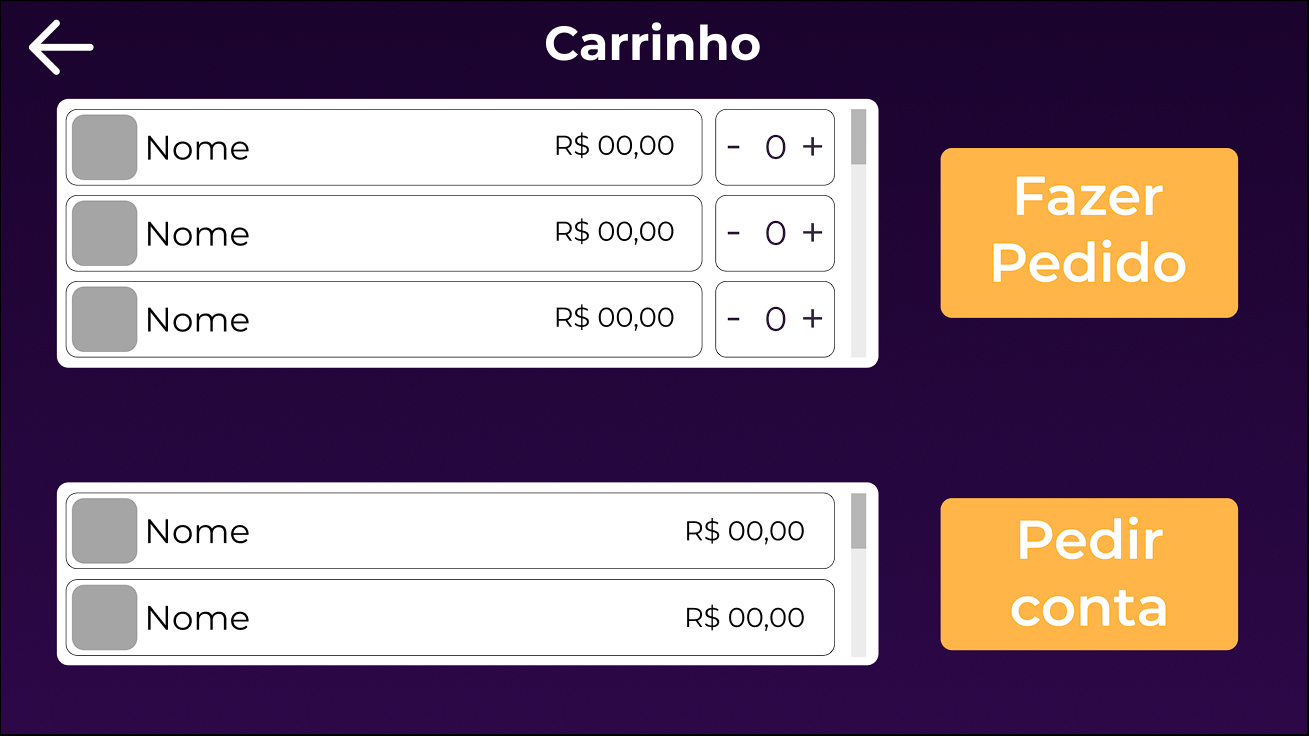 Carrinho
Nome R$ 00,00 - 0 +
Nome R$ 00,00 - 0 +
Nome R$ 00,00 - 0 +
Fazer
Pedido
Nome R$ 00,00
Nome R$ 00,00
Pedir
conta